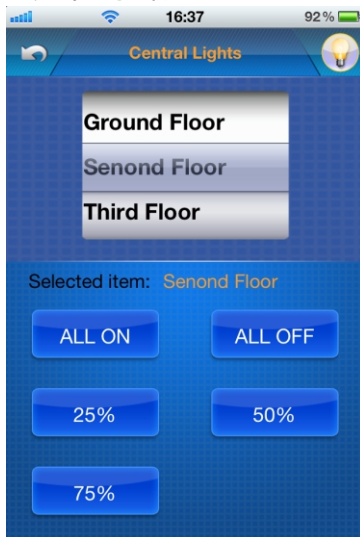 16:37 92%
Central Lights
Ground Floor
Senond Floor
Third Floor
Selected item: Senond Floor
ALL ON ALL OFF
25% 50%
75%